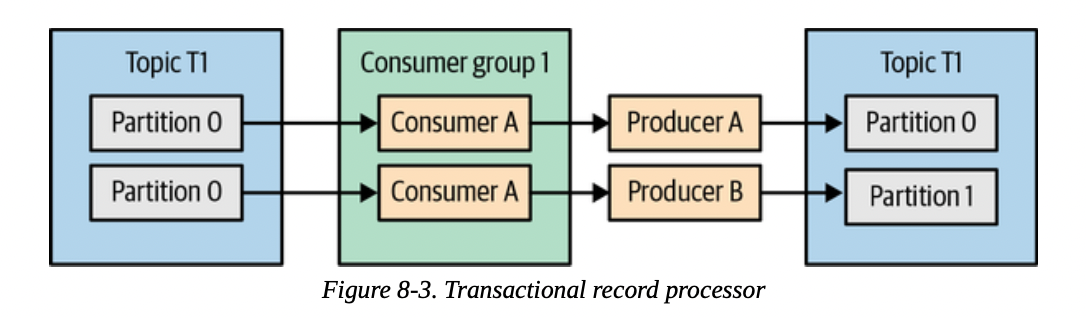 Topic T1 Consumer group 1 Topic T1
Partition 0 Consumer A Producer A Partition 0
Partition 0 Consumer A Producer B Partition 1
Figure 8-3. Transactional record processor